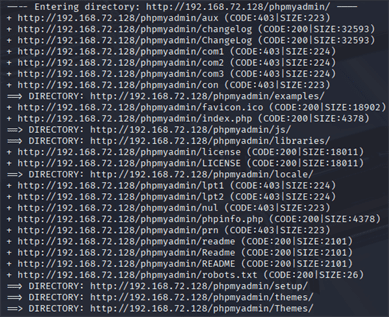 ---- Entering directory: http://192.168.72.128/phpmyadmin/ ----
+ http://192.168.72.128/phpmyadmin/aux (CODE:403|SIZE:223)
+ http://192.168.72.128/phpmyadmin/changelog (CODE:200|SIZE:32593)
+ http://192.168.72.128/phpmyadmin/ChangeLog (CODE:200|SIZE:32593)
+ http://192.168.72.128/phpmyadmin/com1 (CODE:403|SIZE:224)
+ http://192.168.72.128/phpmyadmin/com2 (CODE:403|SIZE:224)
+ http://192.168.72.128/phpmyadmin/com3 (CODE:403|SIZE:224)
+ http://192.168.72.128/phpmyadmin/con (CODE:403|SIZE:223)
==> DIRECTORY: http://192.168.72.128/phpmyadmin/examples/
+ http://192.168.72.128/phpmyadmin/favicon.ico (CODE:200|SIZE:18902)
+ http://192.168.72.128/phpmyadmin/index.php (CODE:200|SIZE:4378)
==> DIRECTORY: http://192.168.72.128/phpmyadmin/js/
==> DIRECTORY: http://192.168.72.128/phpmyadmin/libraries/
+ http://192.168.72.128/phpmyadmin/license (CODE:200|SIZE:18011)
+ http://192.168.72.128/phpmyadmin/LICENSE (CODE:200|SIZE:18011)
==> DIRECTORY: http://192.168.72.128/phpmyadmin/locale/
+ http://192.168.72.128/phpmyadmin/lpt1 (CODE:403|SIZE:224)
+ http://192.168.72.128/phpmyadmin/lpt2 (CODE:403|SIZE:224)
+ http://192.168.72.128/phpmyadmin/nul (CODE:403|SIZE:223)
+ http://192.168.72.128/phpmyadmin/phpinfo.php (CODE:200|SIZE:4378)
+ http://192.168.72.128/phpmyadmin/prn (CODE:403|SIZE:223)
+ http://192.168.72.128/phpmyadmin/readme (CODE:200|SIZE:2101)
+ http://192.168.72.128/phpmyadmin/Readme (CODE:200|SIZE:2101)
+ http://192.168.72.128/phpmyadmin/README (CODE:200|SIZE:2101)
+ http://192.168.72.128/phpmyadmin/robots.txt (CODE:200|SIZE:26)
==> DIRECTORY: http://192.168.72.128/phpmyadmin/setup/
==> DIRECTORY: http://192.168.72.128/phpmyadmin/themes/
==> DIRECTORY: http://192.168.72.128/phpmyadmin/Themes/